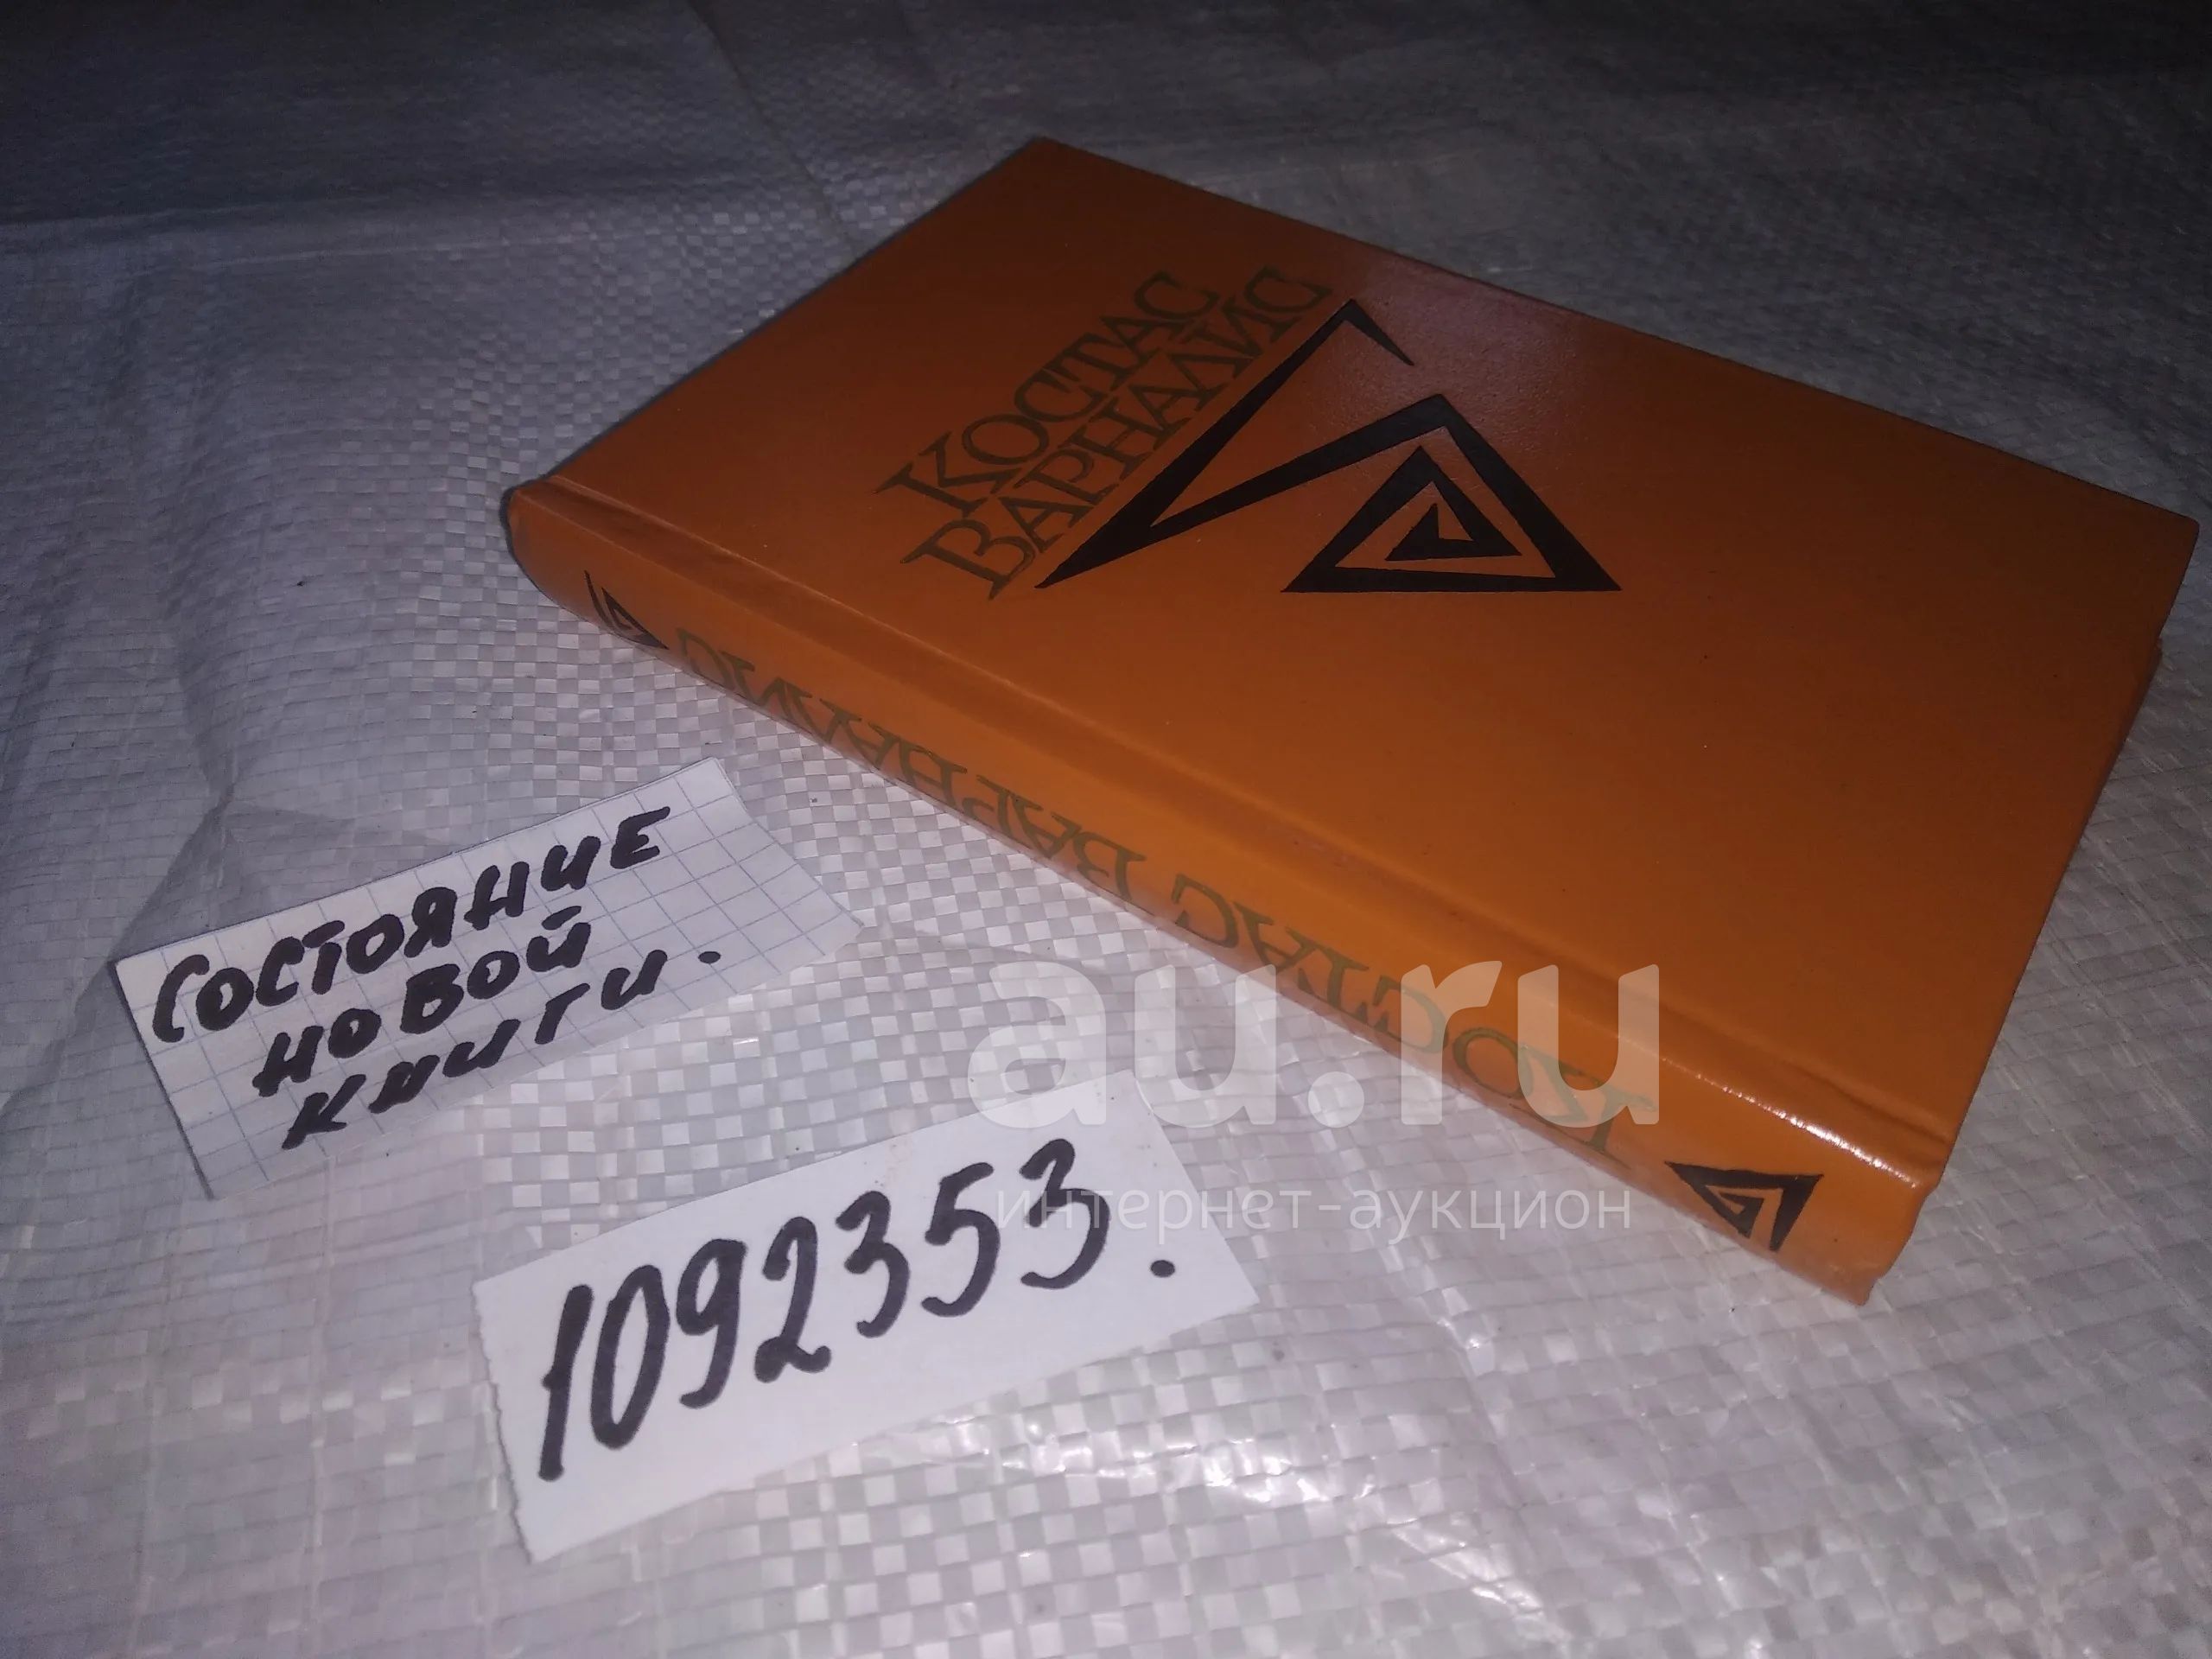 КОСТАС
ВАРНАЛИС
КОСТАС ВАРНАЛИС
СОСТОЯНИЕ
НОВОЙ
КНИГИ.
1092353.
au.ru
интернет-аукцион